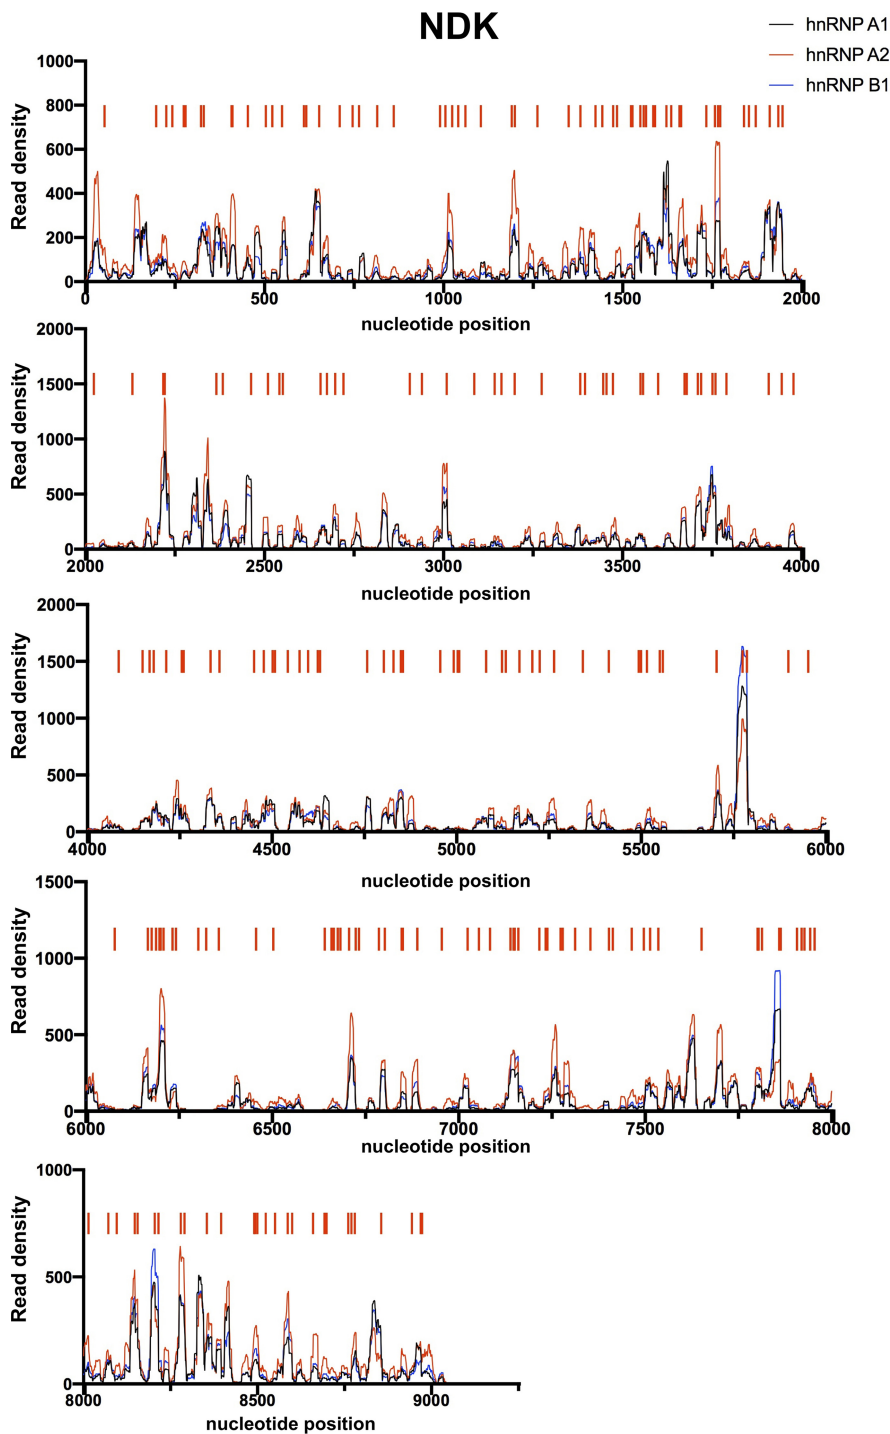 NDK
hnRNP A1
hnRNP A2
hnRNP B1
Read density
1000
800
600
400
200
0
0 500 1000 1500 2000
nucleotide position
Read density
2000
1500
1000
500
0
2000 2500 3000 3500 4000
nucleotide position
Read density
2000
1500
1000
500
0
4000 4500 5000 5500 6000
nucleotide position
Read density
1500
1000
500
0
6000 6500 7000 7500 8000
nucleotide position
Read density
1000
500
0
8000 8500 9000
nucleotide position